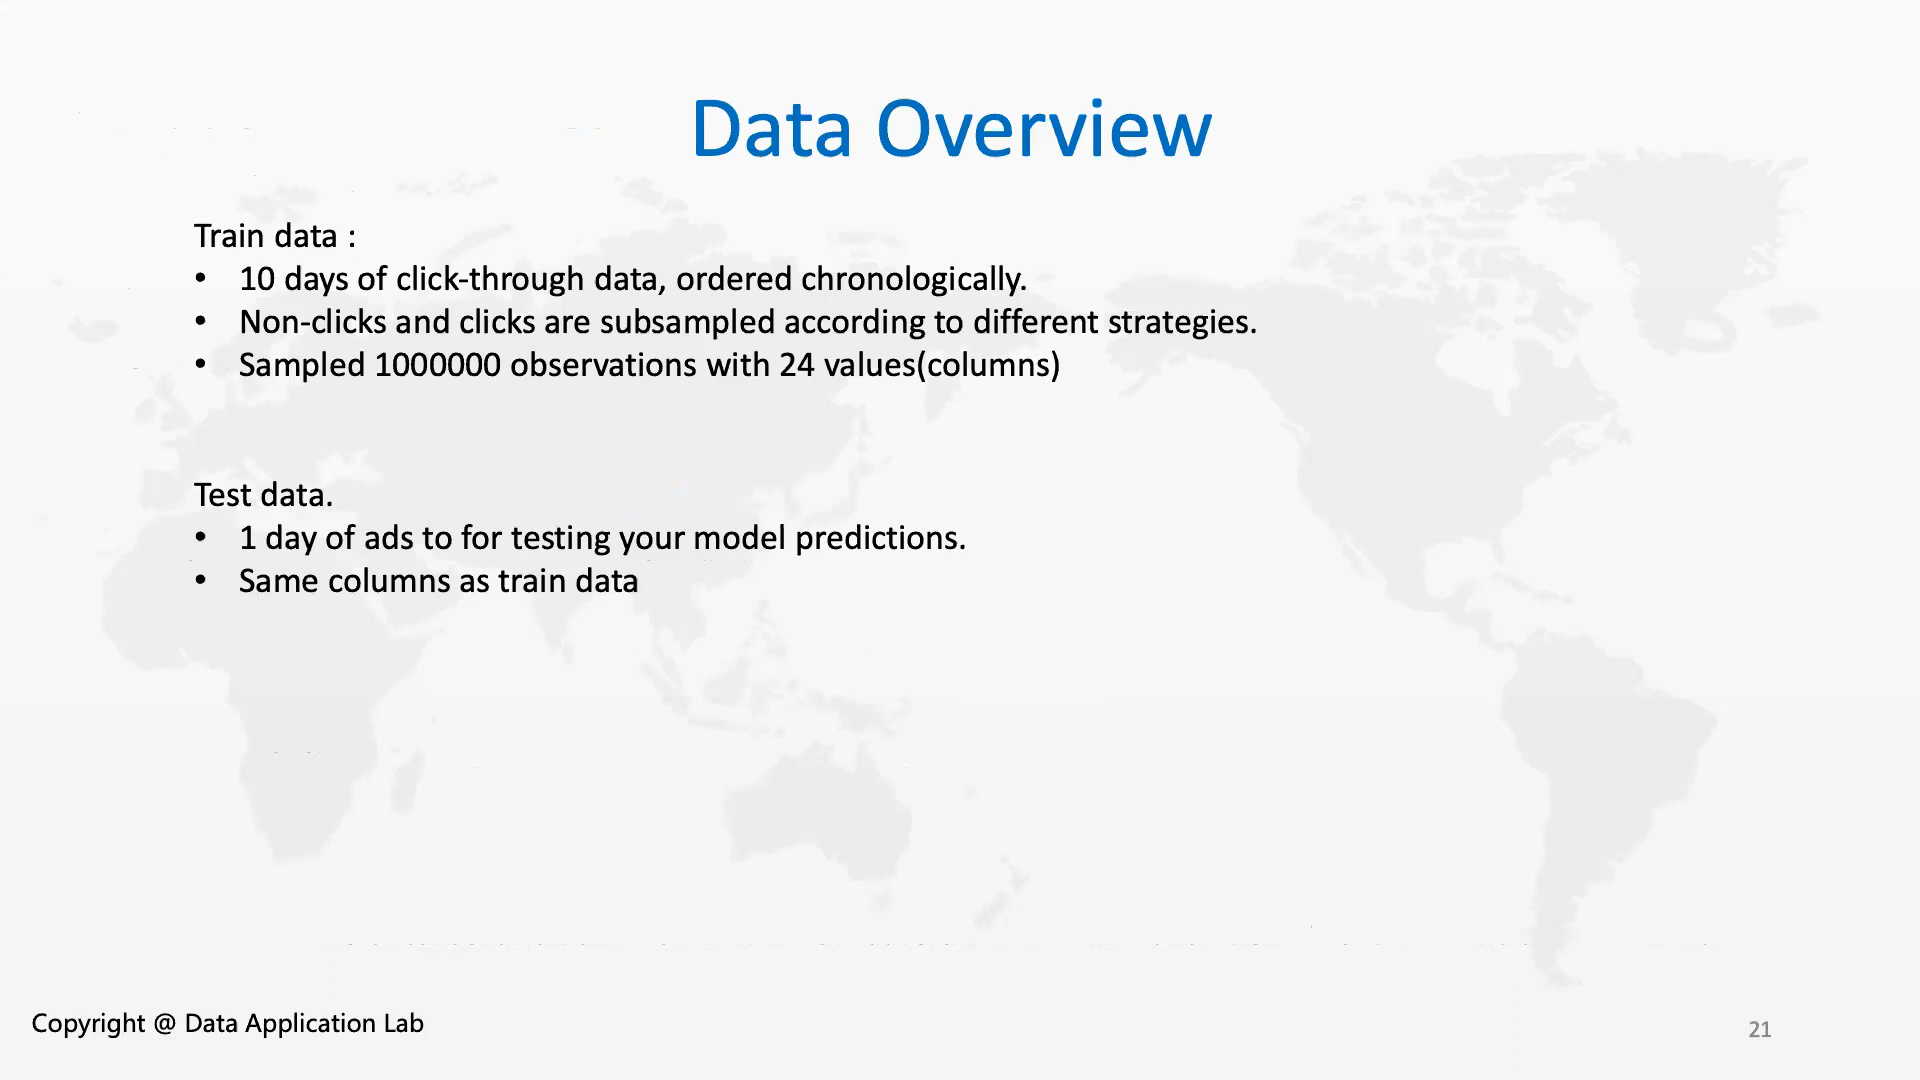 Data Overview
Train data :
• 10 days of click-through data, ordered chronologically.
• Non-clicks and clicks are subsampled according to different strategies.
• Sampled 1000000 observations with 24 values(columns)
Test data.
• 1 day of ads to for testing your model predictions.
• Same columns as train data
Copyright @ Data Application Lab
21